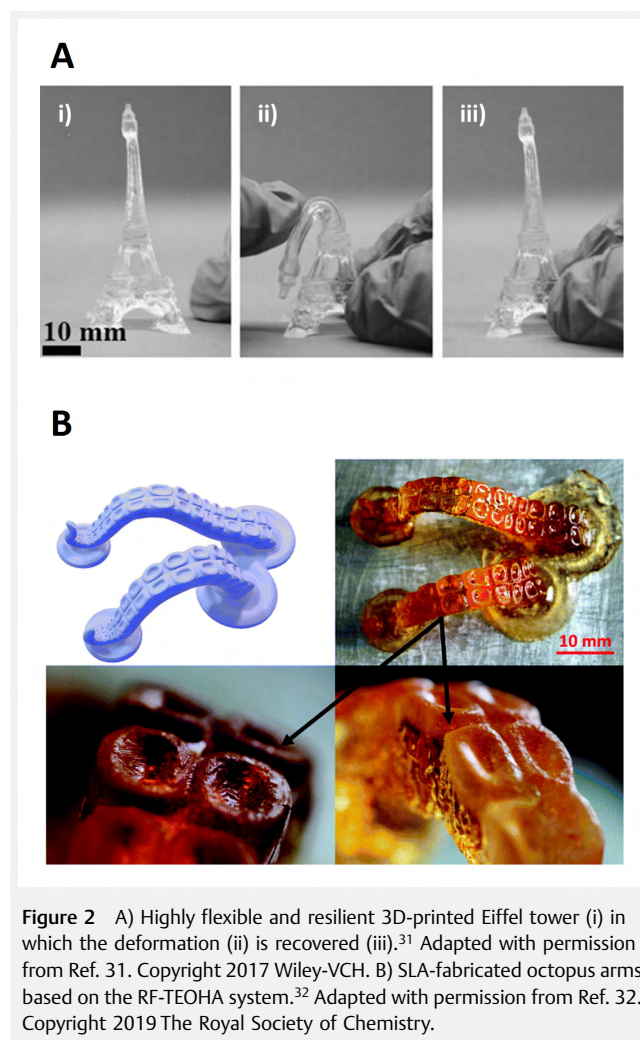 A
i)
ii)
iii)
10 mm
B
10 mm
Figure 2 A) Highly flexible and resilient 3D-printed Eiffel tower (i) in
which the deformation (ii) is recovered (iii).31 Adapted with permission
from Ref. 31. Copyright 2017 Wiley-VCH. B) SLA-fabricated octopus arms
based on the RF-TEOHA system.32 Adapted with permission from Ref. 32.
Copyright 2019 The Royal Society of Chemistry.